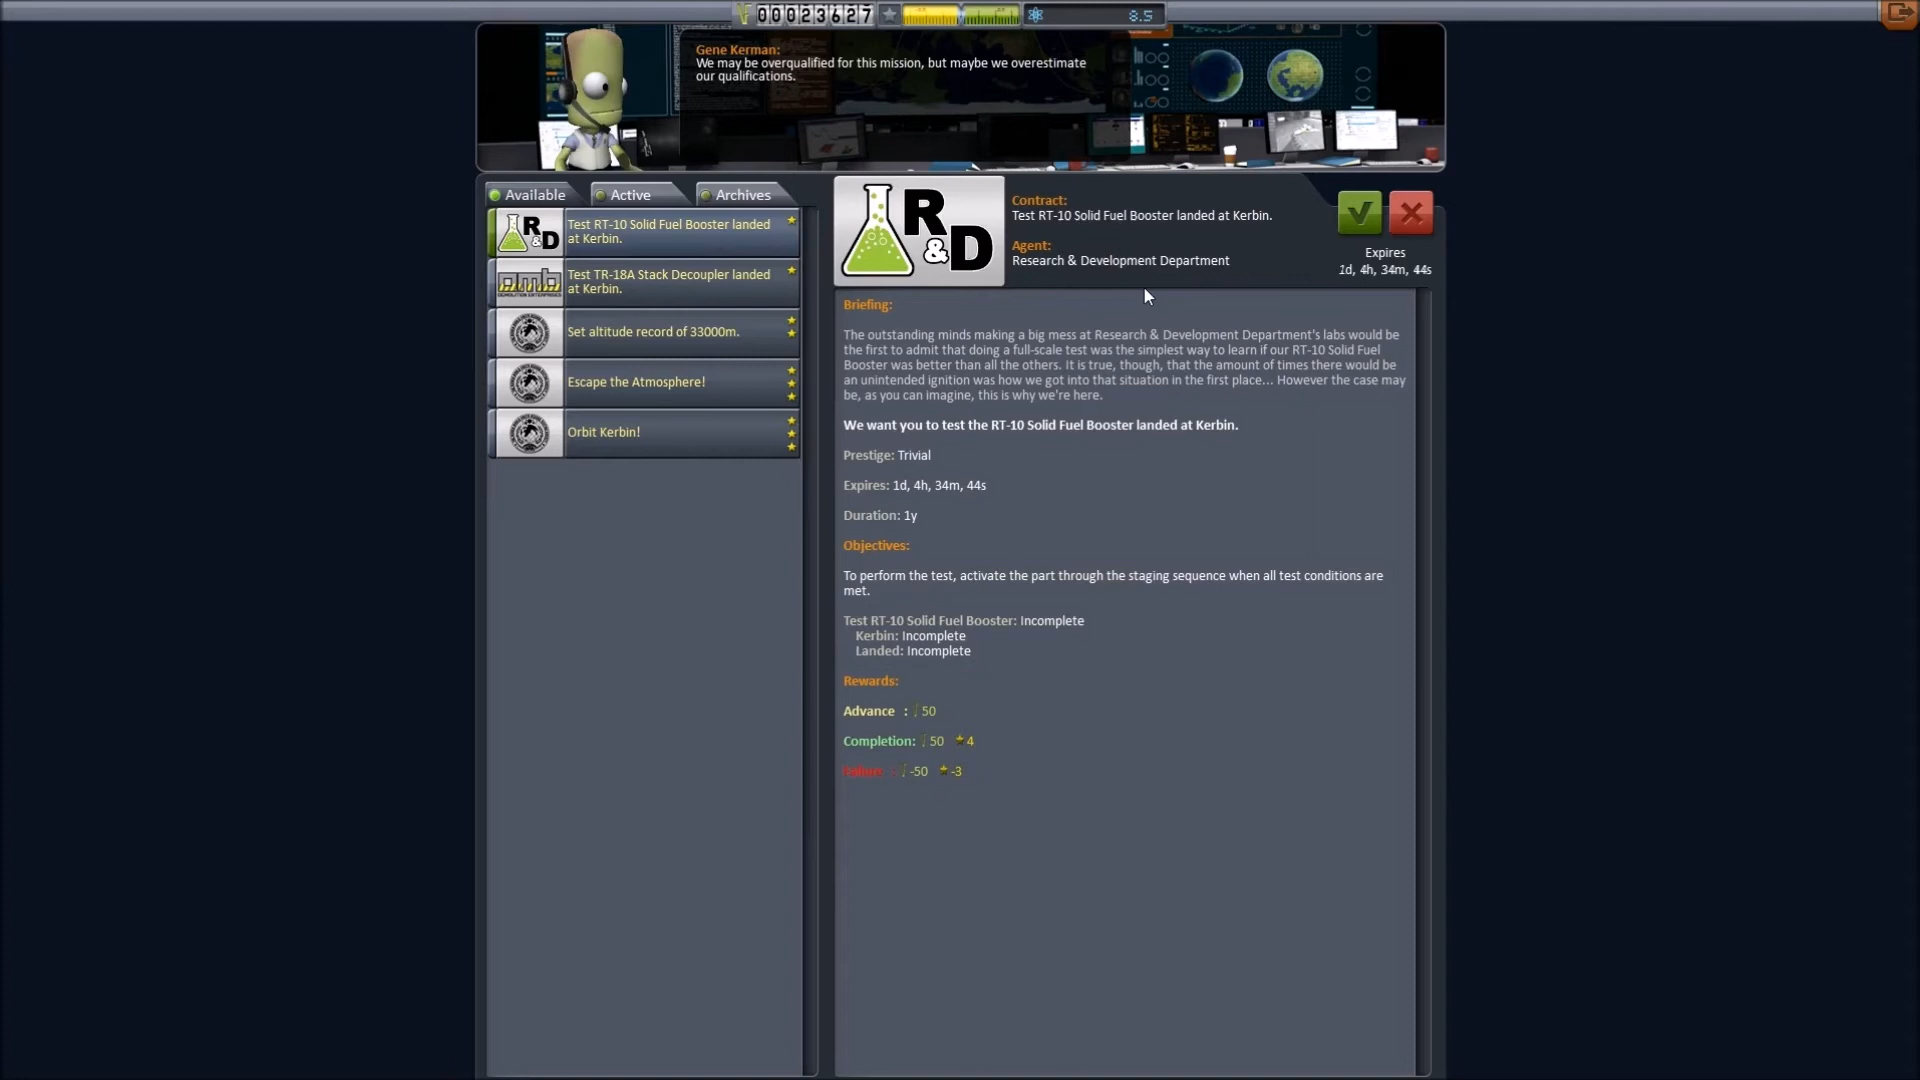 00023627
8.5
Gene Kerman:
We may be overqualified for this mission, but maybe we overestimate
our qualifications.
Available Active Archives
R&D
Test RT-10 Solid Fuel Booster landed
at Kerbin.
Test TR-18A Stack Decoupler landed
at Kerbin.
Set altitude record of 33000m.
Escape the Atmosphere!
Orbit Kerbin!
R&D
Contract:
Test RT-10 Solid Fuel Booster landed at Kerbin.
Agent:
Research & Development Department
Expires
1d, 4h, 34m, 44s
Briefing:
The outstanding minds making a big mess at Research & Development Department's labs would be
the first to admit that doing a full-scale test was the simplest way to learn if our RT-10 Solid Fuel
Booster was better than all the others. it is true, though, that the amount of times there would be
an unintended ignition was how we got into that situation in the first place... However the case may
be, as you can imagine, this is why we're here.
We want you to test the RT-10 Solid Fuel Booster landed at Kerbin.
Prestige: Trivial
Expires: 1d, 4h, 34m, 44s
Duration: 1y
Objectives:
To perform the test, activate the part through the staging sequence when all test conditions are
met.
Test RT-10 Solid Fuel Booster: Incomplete
Kerbin: Incomplete
Landed: Incomplete
Rewards:
Advance : 50
Completion: 50 4
-50 -3